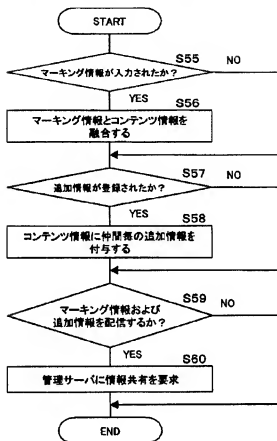 START
S55
マーキング情報が入力されたか?
NO
YES
S56
マーキング情報とコンテンツ情報を
融合する
S57
追加情報が登録されたか?
NO
YES
S58
コンテンツ情報に仲間毎の追加情報を
付与する
S59
マーキング情報および
追加情報を配信するか?
NO
YES
S60
管理サーバに情報共有を要求
END